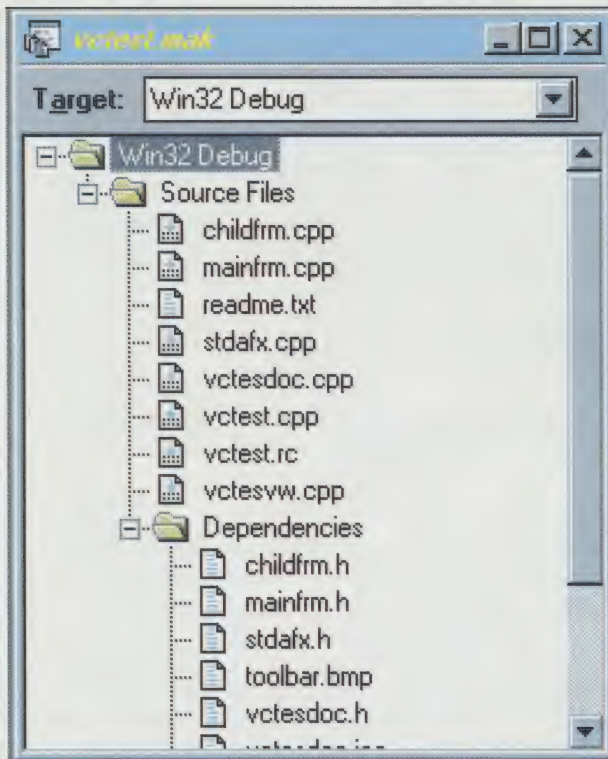 vctest.mak
Target: Win32 Debug
Win32 Debug
Source Files
childfrm.cpp
mainfrm.cpp
readme.txt
stdafx.cpp
vctesdoc.cpp
vctest.cpp
vctest.rc
vctesvw.cpp
Dependencies
childfrm.h
mainfrm.h
stdafx.h
toolbar.bmp
vctesdoc.h